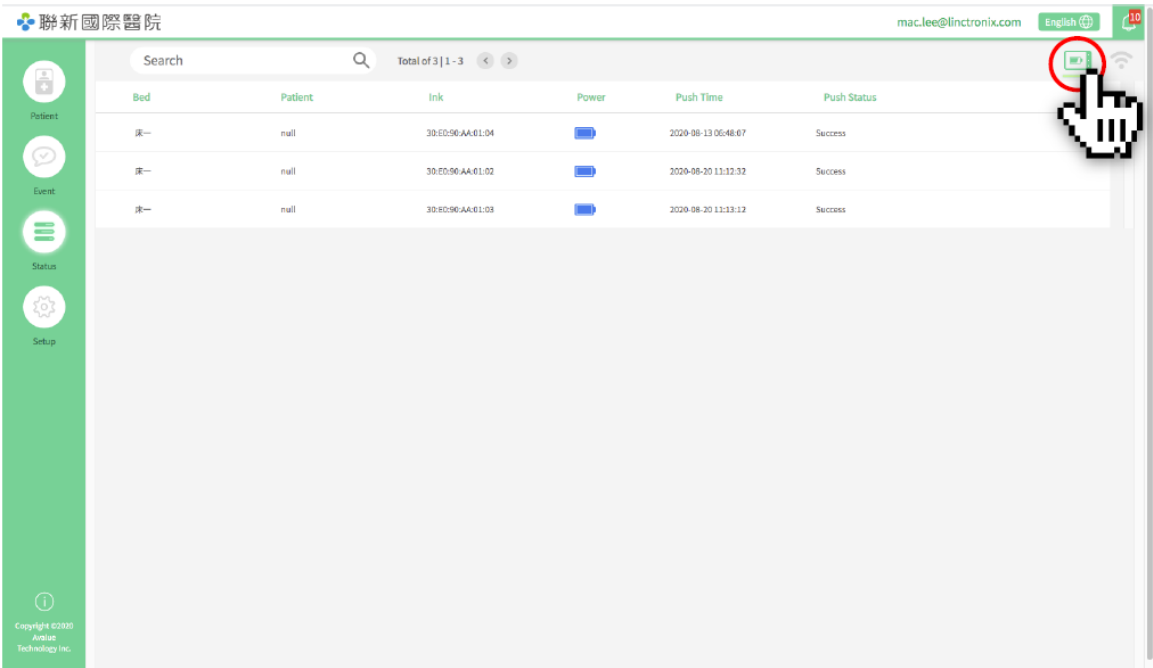 聯新國際醫院
mac.lee@linctronix.com English 10
Search Total of 3 | 1 - 3 < >
Bed Patient Ink Power Push Time Push Status
床一 null 30:E0:90:AA:01:04 2020-08-13 06:48:07 Success
床一 null 30:E0:90:AA:01:02 2020-08-20 11:12:32 Success
床一 null 30:E0:90:AA:01:03 2020-08-20 11:13:12 Success
Patient
Event
Status
Setup
Copyright ©2020
Avalue
Technology Inc.